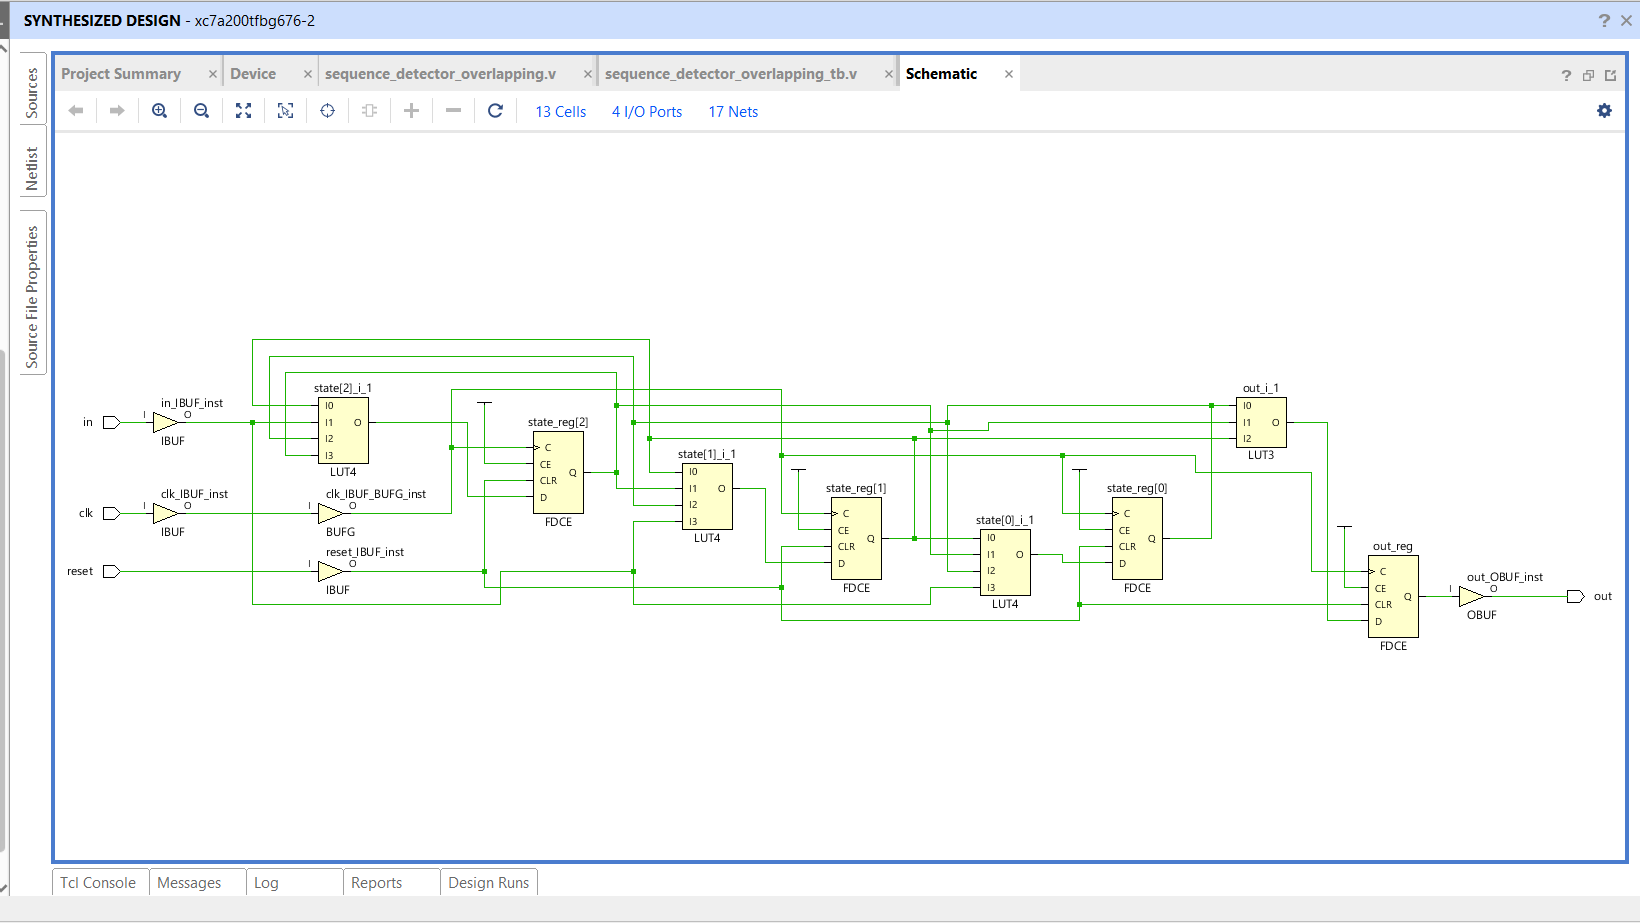 SYNTHESIZED DESIGN - xc7a200tfbg676-2
Sources
Netlist
Source File Properties
Project Summary
Device
sequence_detector_overlapping.v
sequence_detector_overlapping_tb.v
Schematic
13 Cells
4 I/O Ports
17 Nets
in
I
in_IBUF_inst
O
IBUF
clk
I
clk_IBUF_inst
O
IBUF
reset
I
clk_IBUF_BUFG_inst
O
BUFG
I
reset_IBUF_inst
O
IBUF
state[2]_i_1
I0
I1
I2
I3
O
LUT4
state_reg[2]
C
CE
CLR
D
Q
FDCE
state[1]_i_1
I0
I1
I2
I3
O
LUT4
state_reg[1]
C
CE
CLR
D
Q
FDCE
state[0]_i_1
I0
I1
I2
I3
O
LUT4
state_reg[0]
C
CE
CLR
D
Q
FDCE
out_i_1
I0
I1
I2
O
LUT3
out_reg
C
CE
CLR
D
Q
FDCE
I
out_OBUF_inst
O
OBUF
out
Tcl Console
Messages
Log
Reports
Design Runs